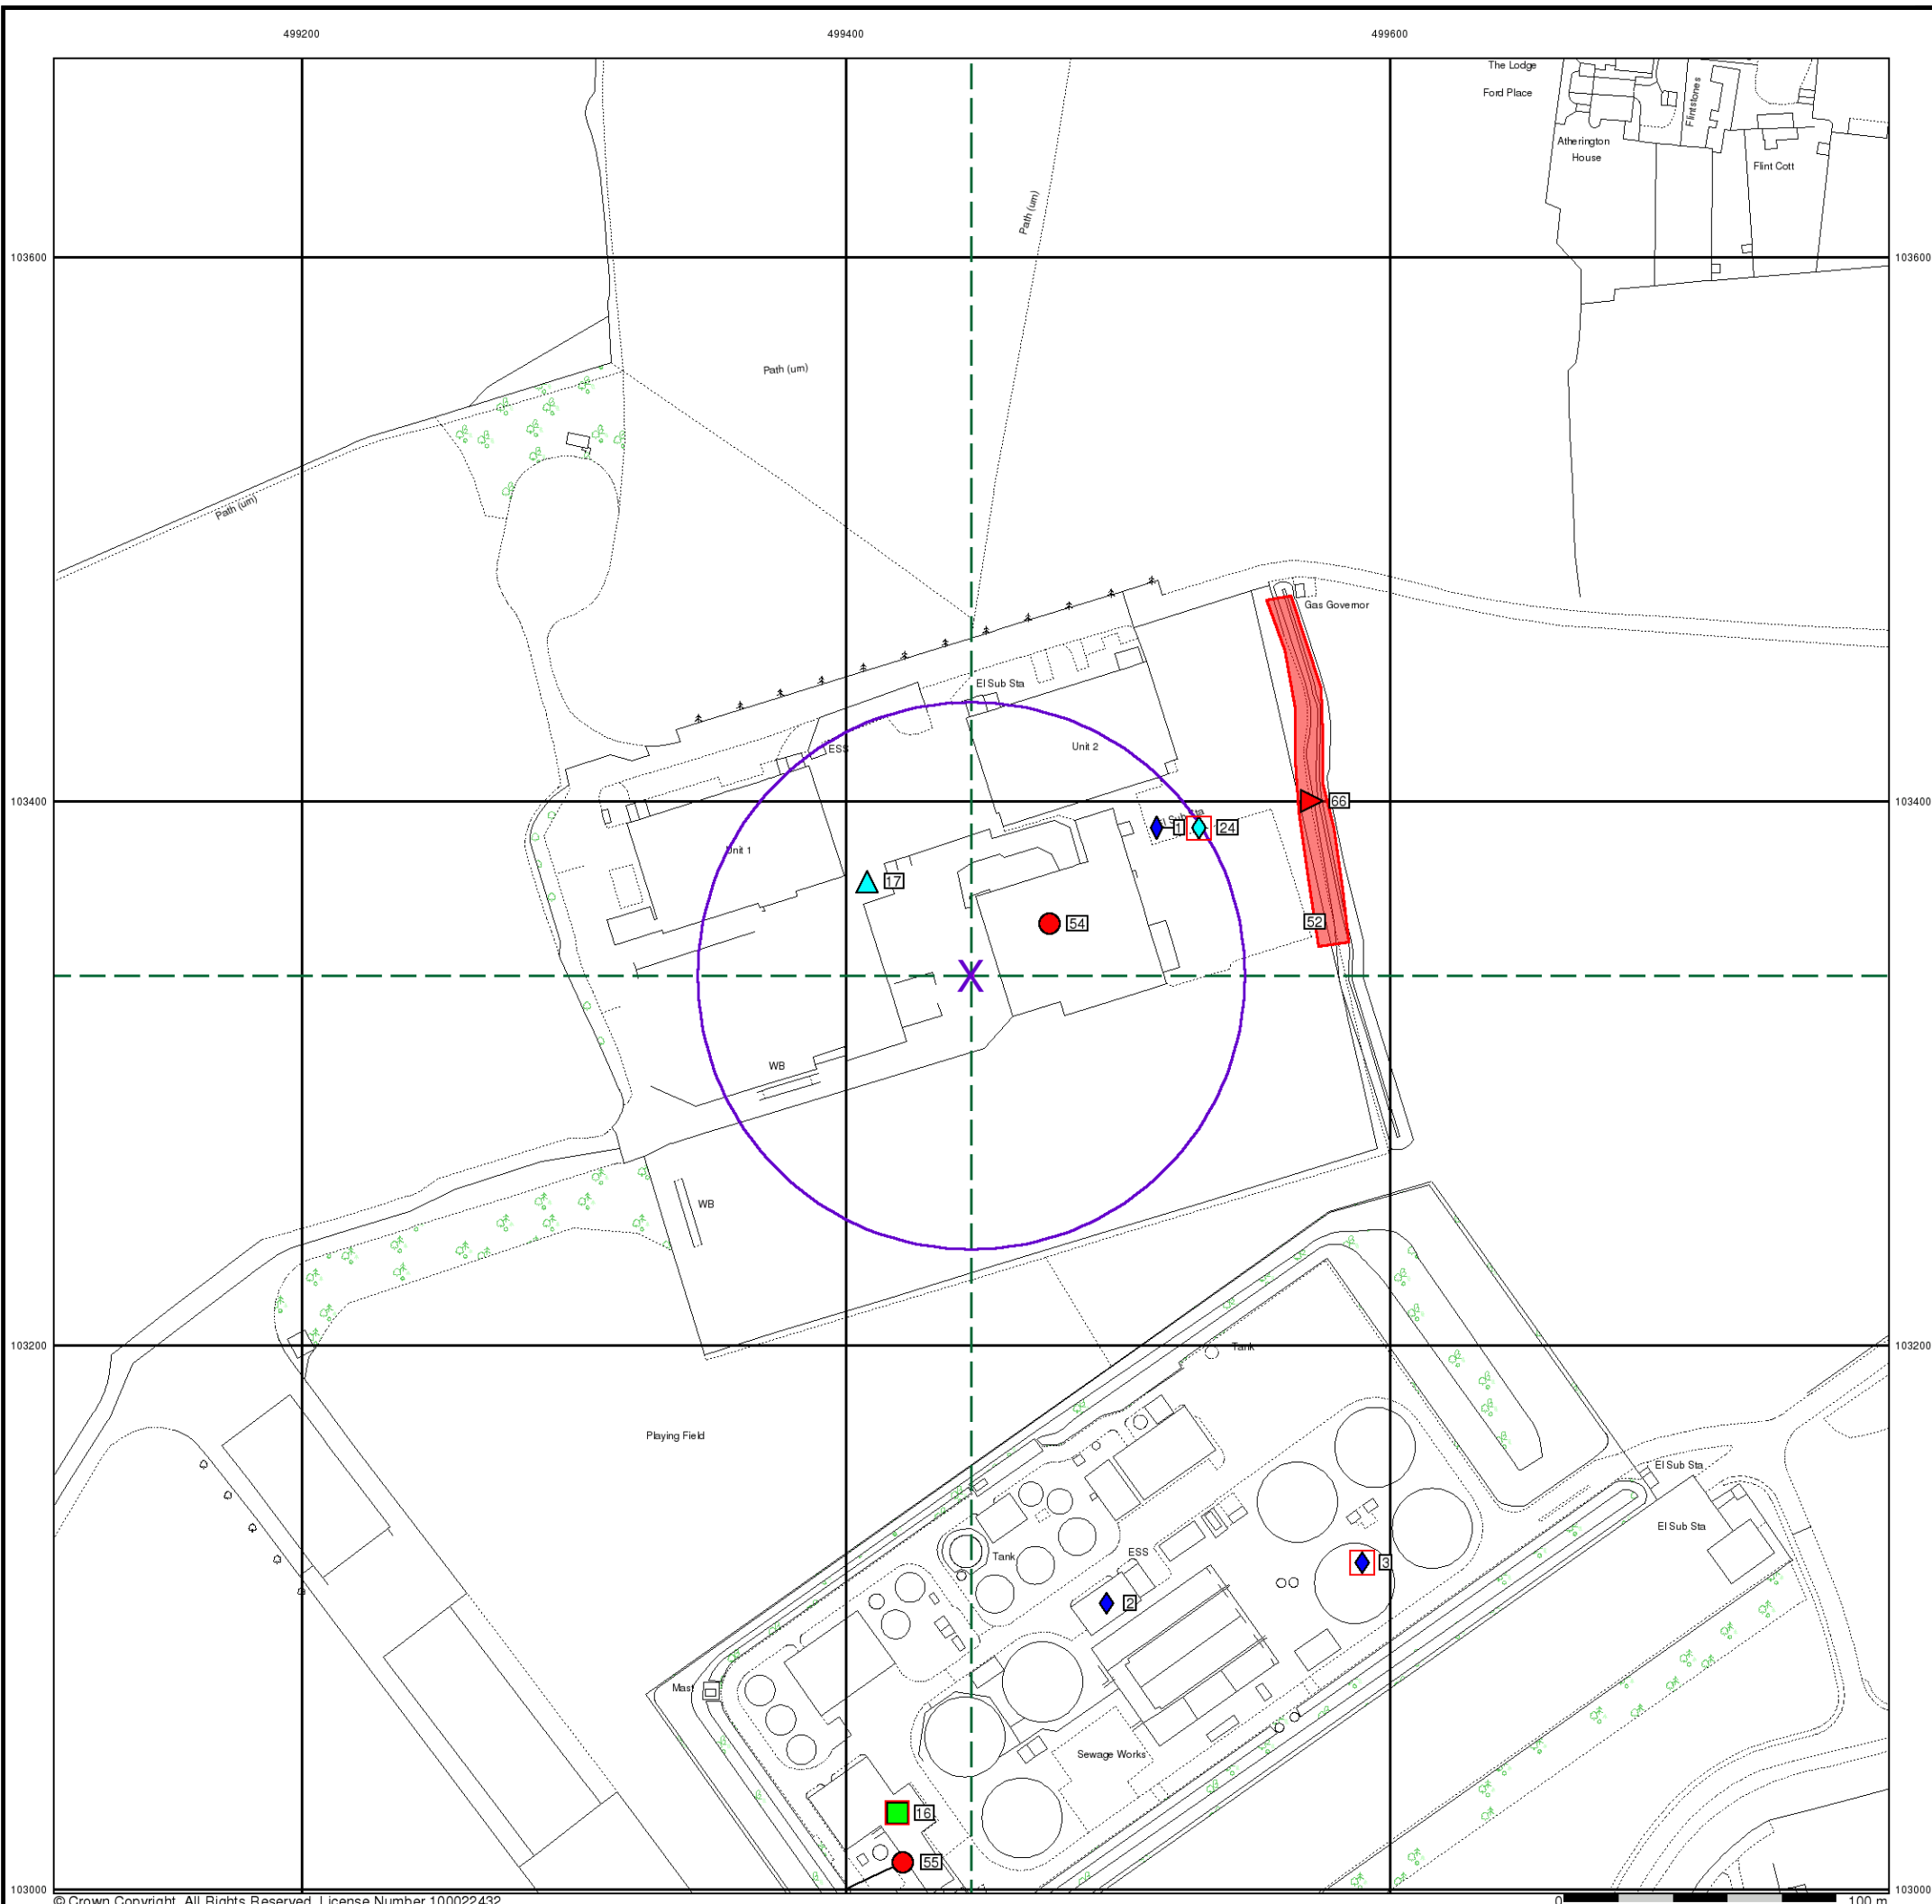 499200
499400
499600
The Lodge
Ford Place
Flintstones
Atherington
House
Flint Cott
Path (um)
103600
103600
Path (um)
Path (um)
Gas Governor
El Sub Sta
Unit 2
ESS
103400
66
103400
El Sub Sta
1
24
Unit 1
17
54
52
X
WB
WB
103200
Tank
103200
Playing Field
El Sub Sta
El Sub Sta
ESS
Tank
3
2
Mast
Sewage Works
16
55
103000
103000
© Crown Copyright. All Rights Reserved. License Number 100022432
0
100 m